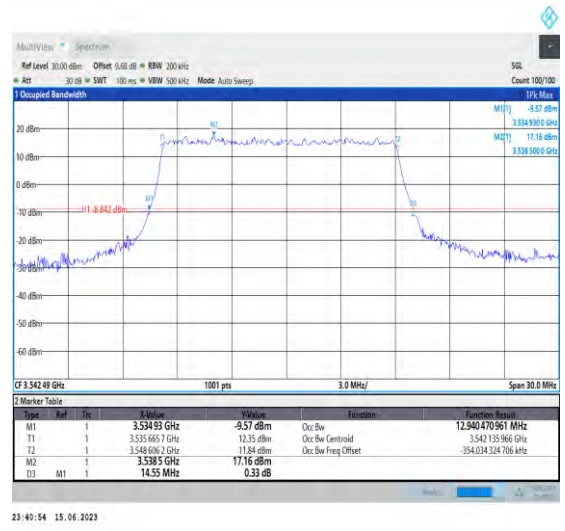 MultiView Spectrum
Ref Level 30.00 dBm Offset 9.68 dB RBW 200 kHz SGL
Att 30 dB SWT 100 ms VBW 500 kHz Mode Auto Sweep Count 100/100
1 Occupied Bandwidth 1Pk Max
M1[1] -9.57 dBm
3.534 930 0 GHz
20 dBm M2 M2[1] 17.13 dBm
T1 T2 3.538 500 0 GHz
10 dBm
0 dBm
M1
-10 dBm H1 -8.842 dBm
-20 dBm
-30 dBm
-40 dBm
-50 dBm
-60 dBm
CF 3.542 49 GHz 1001 pts 3.0 MHz/ Span 30.0 MHz
2 Marker Table
Type Ref Trc X-Value Y-Value Function Function Result
M1 1 3.534 93 GHz -9.57 dBm Occ Bw 12.940 470 961 MHz
T1 1 3.535 665 7 GHz 12.35 dBm Occ Bw Centroid 3.542 135 966 GHz
T2 1 3.548 606 2 GHz 11.84 dBm Occ Bw Freq Offset -354.034 324 706 kHz
M2 1 3.538 5 GHz 17.16 dBm
D3 M1 1 14.55 MHz 0.33 dB
23:40:54 15.06.2023